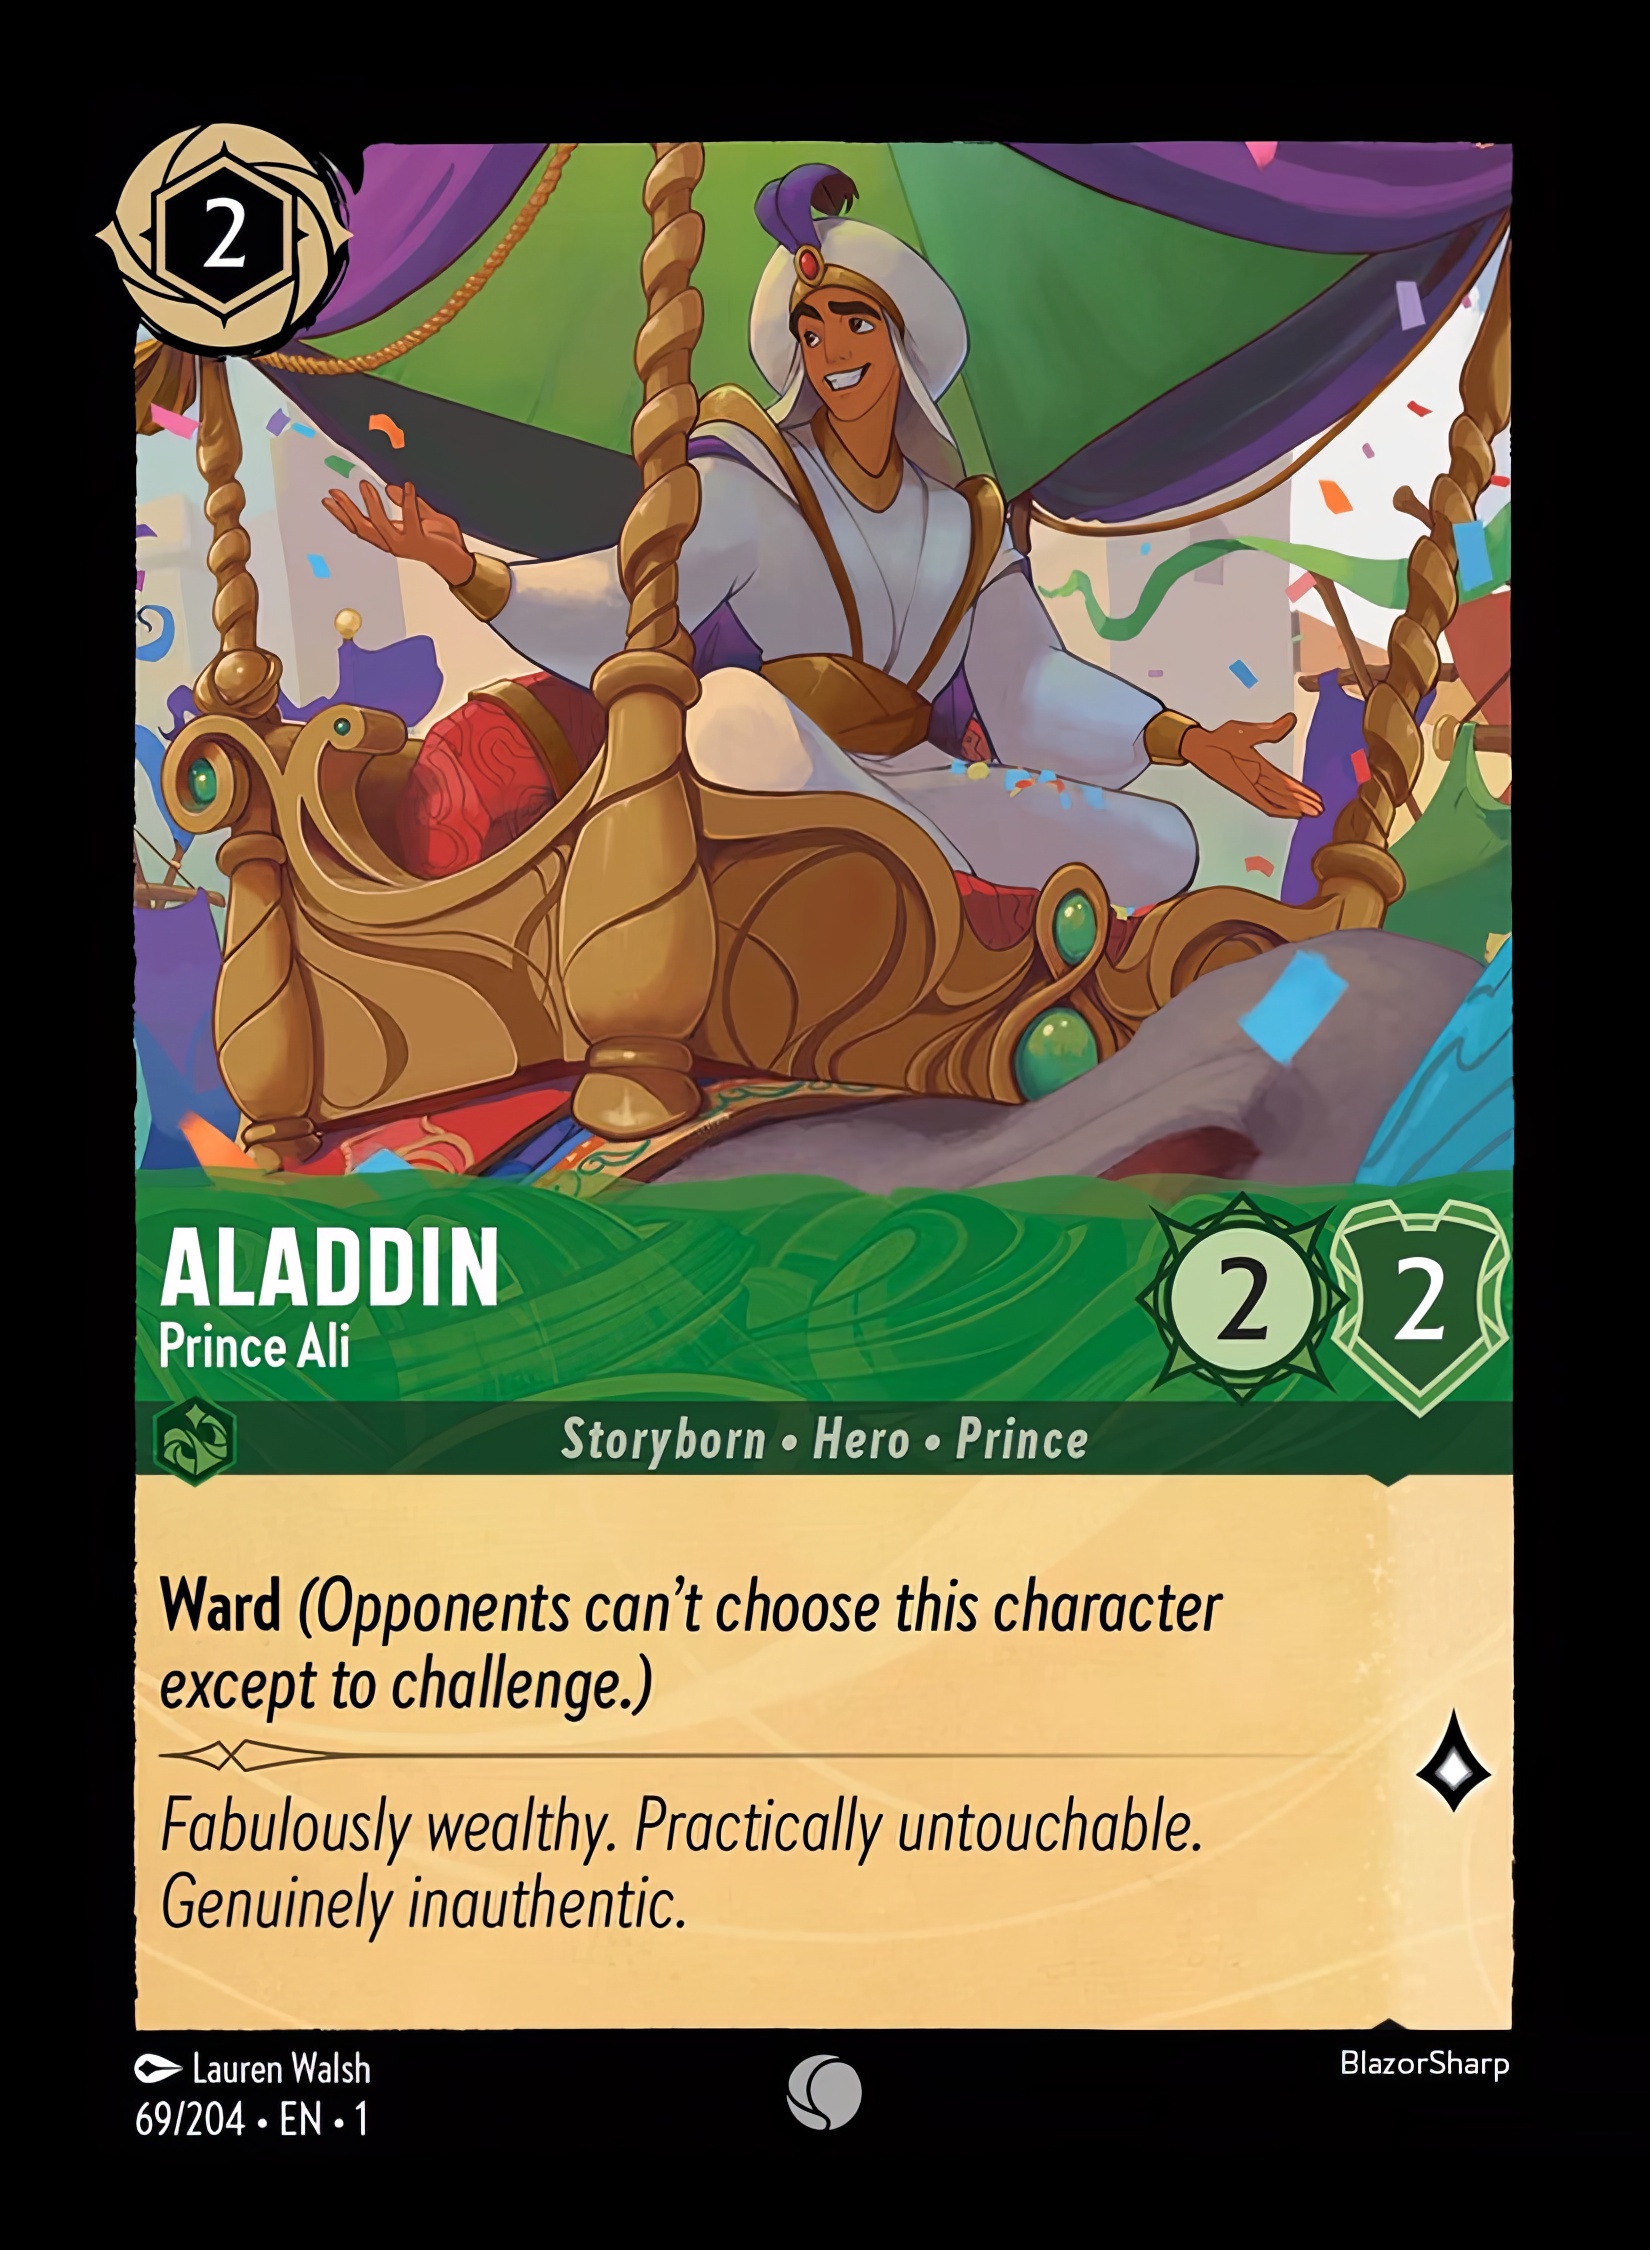 2
ALADDIN
Prince Ali
2 2
Storyborn • Hero • Prince
Ward (Opponents can't choose this character
except to challenge.)
Fabulously wealthy. Practically untouchable.
Genuinely inauthentic.
Lauren Walsh
BlazorSharp
69/204 • EN • 1